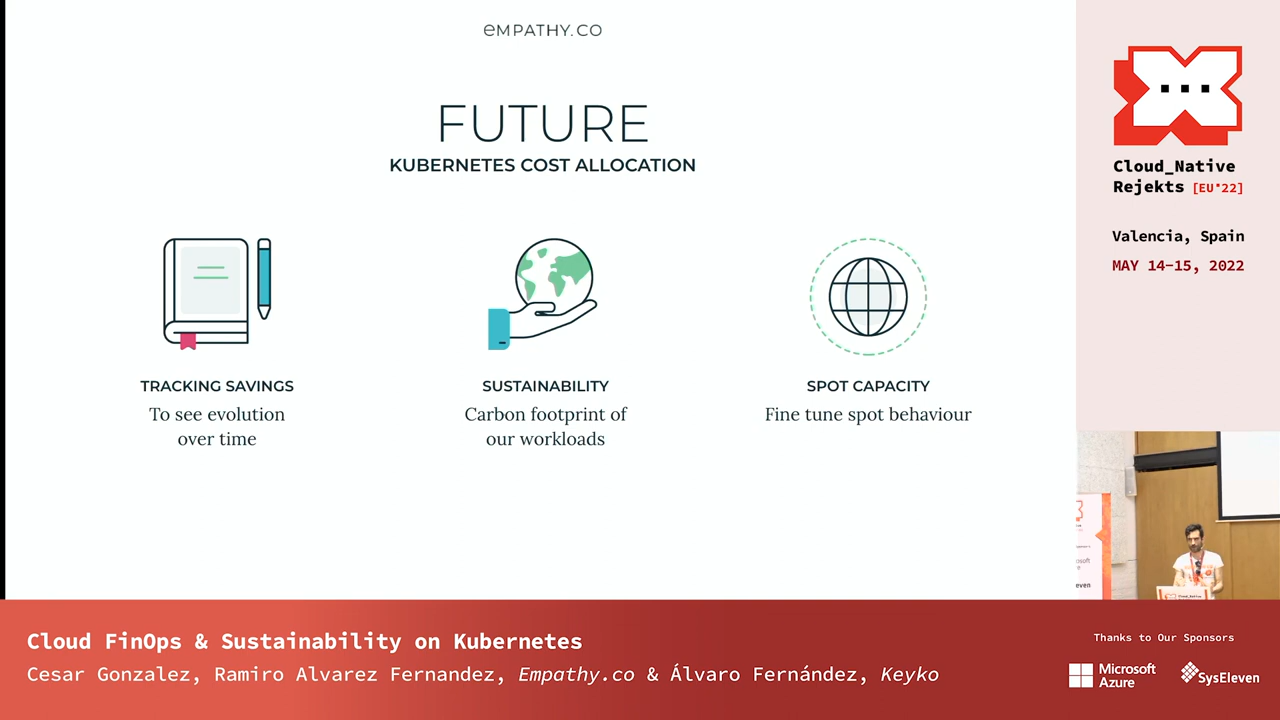 eMPATHY.CO
FUTURE
KUBERNETES COST ALLOCATION
TRACKING SAVINGS
To see evolution
over time
SUSTAINABILITY
Carbon footprint of
our workloads
SPOT CAPACITY
Fine tune spot behaviour
Cloud_Native
Rejekts [EU'22]
Valencia, Spain
MAY 14-15, 2022
Cloud FinOps & Sustainability on Kubernetes
Cesar Gonzalez, Ramiro Alvarez Fernandez, Empathy.co & Álvaro Fernández, Keyko
Thanks to Our Sponsors
Microsoft
Azure
SysEleven